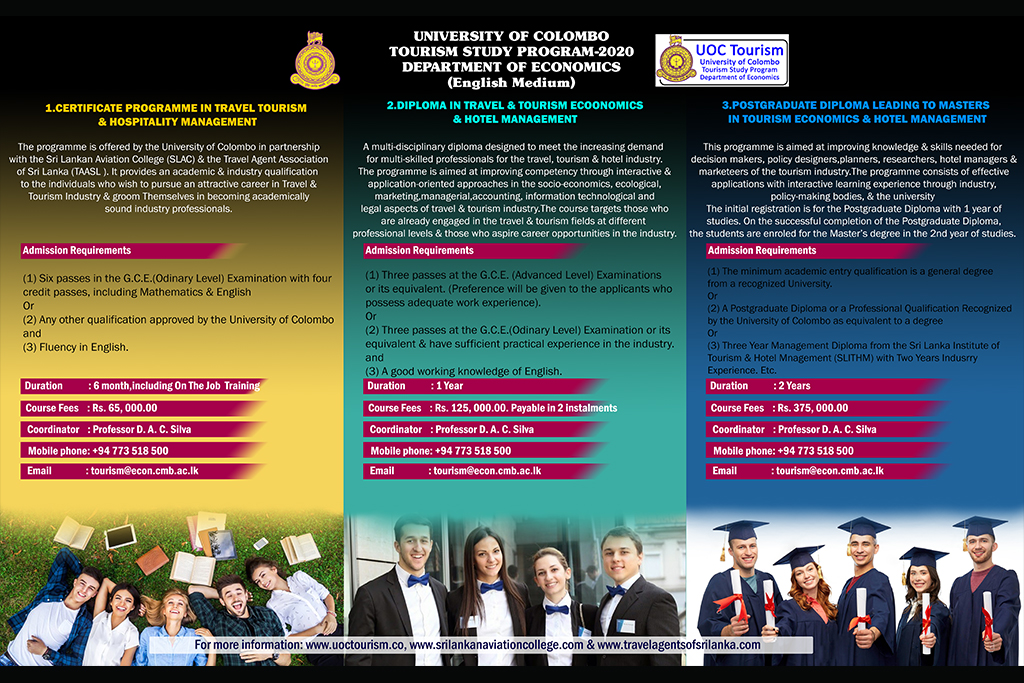 UNIVERSITY OF COLOMBO
TOURISM STUDY PROGRAM-2020
DEPARTMENT OF ECONOMICS
(English Medium)
UOC Tourism
University of Colombo
Tourism Study Program
Department of Economics
1.CERTIFICATE PROGRAMME IN TRAVEL TOURISM
& HOSPITALITY MANAGEMENT
The programme is offered by the University of Colombo in partnership
with the Sri Lankan Aviation College (SLAC) & the Travel Agent Association
of Sri Lanka (TAASL ). It provides an academic & industry qualification
to the individuals who wish to pursue an attractive career in Travel &
Tourism Industry & groom Themselves in becoming academically
sound industry professionals.
Admission Requirements
(1) Six passes in the G.C.E.(Odinary Level) Examination with four
credit passes, including Mathematics & English
Or
(2) Any other qualification approved by the University of Colombo
and
(3) Fluency in English.
Duration : 6 month,including On The Job Training
Course Fees : Rs. 65, 000.00
Coordinator : Professor D. A. C. Silva
Mobile phone: +94 773 518 500
Email : tourism@econ.cmb.ac.lk
2.DIPLOMA IN TRAVEL & TOURISM ECOONOMICS
& HOTEL MANAGEMENT
A multi-disciplinary diploma designed to meet the increasing demand
for multi-skilled professionals for the travel, tourism & hotel industry.
The programme is aimed at improving competency through interactive &
application-oriented approaches in the socio-economics, ecological,
marketing,managerial,accounting, information technological and
legal aspects of travel & tourism industry.The course targets those who
are already engaged in the travel & tourism fields at different
professional levels & those who aspire career opportunities in the industry.
Admission Requirements
(1) Three passes at the G.C.E. (Advanced Level) Examinations
or its equivalent. (Preference will be given to the applicants who
possess adequate work experience).
Or
(2) Three passes at the G.C.E.(Odinary Level) Examination or its
equivalent & have sufficient practical experience in the industry.
and
(3) A good working knowledge of English.
Duration : 1 Year
Course Fees : Rs. 125, 000.00. Payable in 2 Instalments
Coordinator : Professor D. A. C. Silva
Mobile phone: +94 773 518 500
Email : tourism@econ.cmb.ac.lk
3.POSTGRADUATE DIPLOMA LEADING TO MASTERS
IN TOURISM ECONOMICS & HOTEL MANAGEMENT
This programme is aimed at improving knowledge & skills needed for
decision makers, policy designers,planners, researchers, hotel managers &
marketeers of the tourism industry.The programme consists of effective
applications with interactive learning experience through industry,
policy-making bodies, & the university
The initial registration is for the Postgraduate Diploma with 1 year of
studies. On the successful completion of the Postgraduate Diploma,
the students are enroled for the Master's degree in the 2nd year of studies.
Admission Requirements
(1) The minimum academic entry qualification is a general degree
from a recognized University.
Or
(2) A Postgraduate Diploma or a Professional Qualification Recognized
by the University of Colombo as equivalent to a degree
Or
(3) Three Year Management Diploma from the Sri Lanka Institute of
Tourism & Hotel Mnagement (SLITHM) with Two Years Indusrry
Experience. Etc.
Duration : 2 Years
Course Fees : Rs. 375, 000.00
Coordinator : Professor D. A. C. Silva
Mobile phone: +94 773 518 500
Email : tourism@econ.cmb.ac.lk
For more information: www.uoctourism.co, www.srilankanaviationcollege.com & www.travelagentsofsrilanka.com